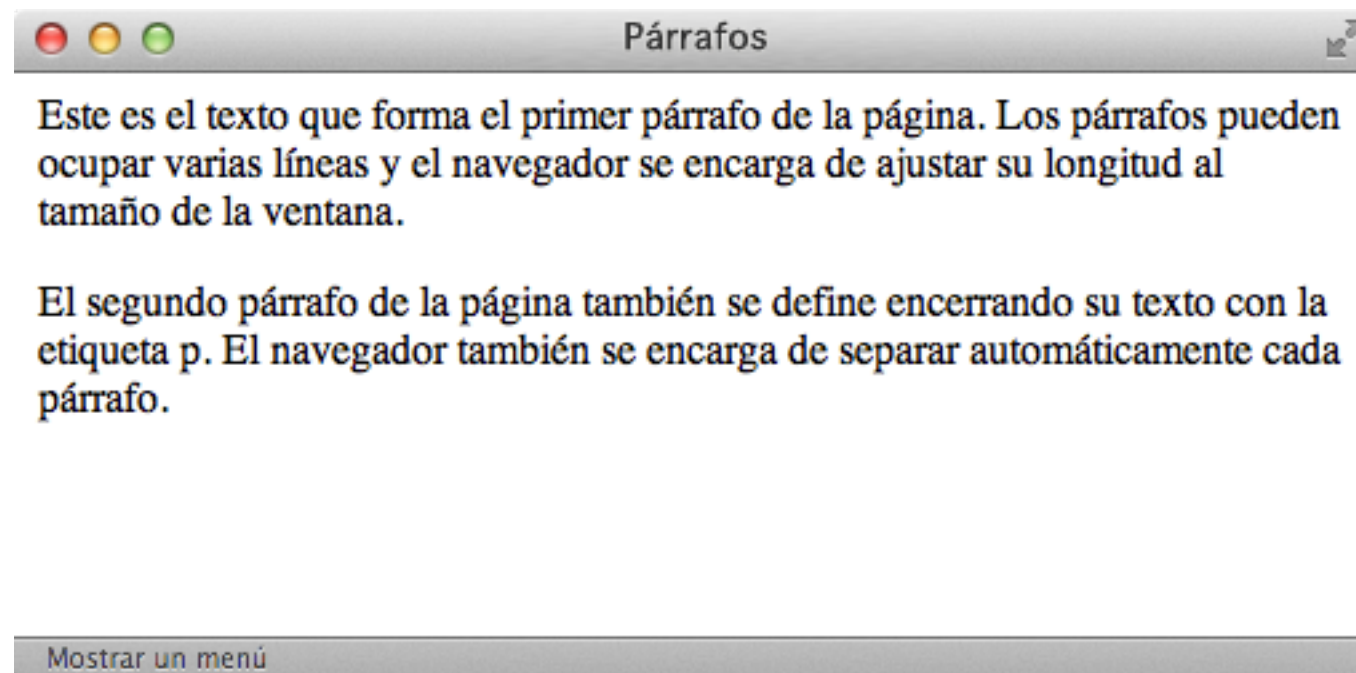 Párrafos
Este es el texto que forma el primer párrafo de la página. Los párrafos pueden
ocupar varias líneas y el navegador se encarga de ajustar su longitud al
tamaño de la ventana.
El segundo párrafo de la página también se define encerrando su texto con la
etiqueta p. El navegador también se encarga de separar automáticamente cada
párrafo.
Mostrar un menú